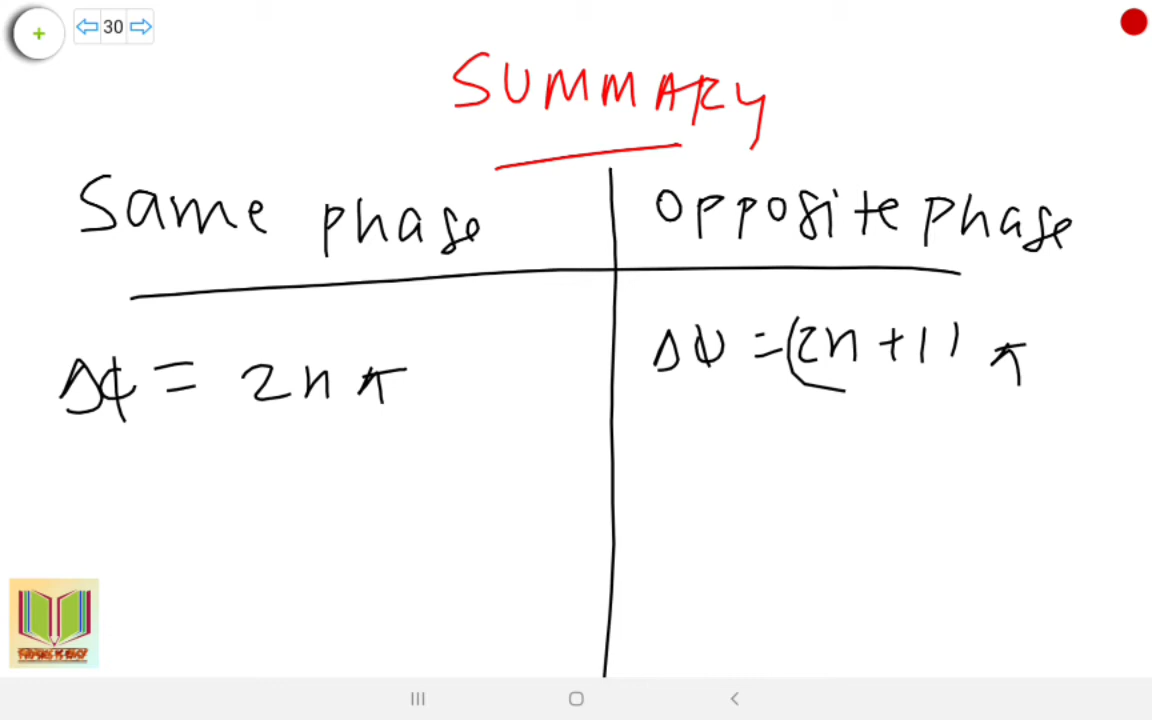 30
SUMMARY
Same phase
Opposite phase
Δϕ = 2nπ
Δϕ = (2n + 1) π